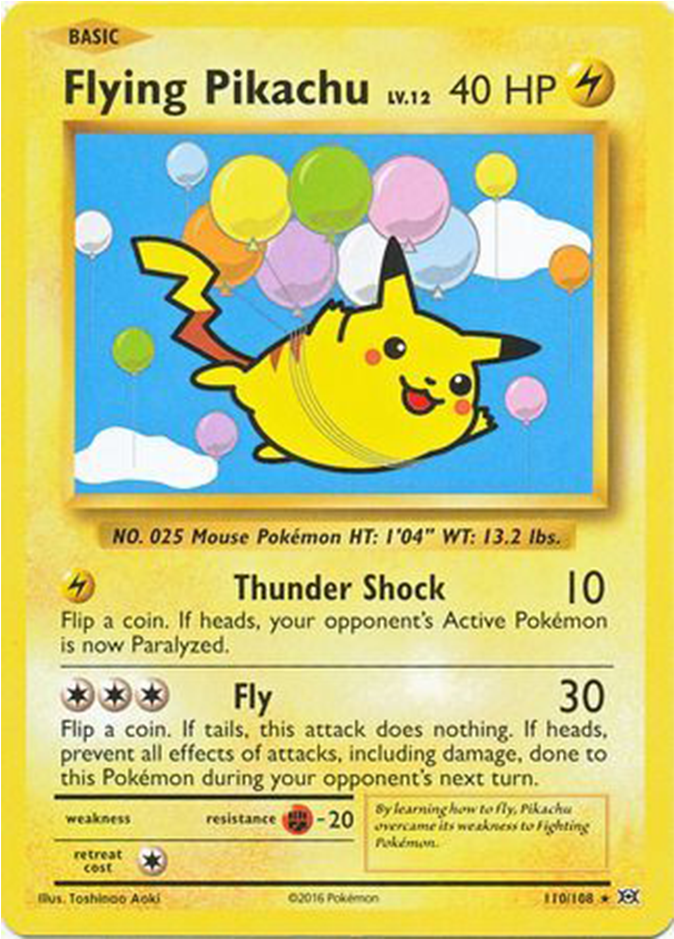 BASIC
Flying Pikachu LV.12 40 HP
NO. 025 Mouse Pokémon HT: 1'04" WT: 13.2 lbs.
Thunder Shock 10
Flip a coin. If heads, your opponent's Active Pokémon
is now Paralyzed.
Fly 30
Flip a coin. If tails, this attack does nothing. If heads,
prevent all effects of attacks, including damage, done to
this Pokémon during your opponent's next turn.
weakness resistance -20
retreat
cost
By learning how to fly, Pikachu
overcame its weakness to Fighting
Pokémon.
Illus. Toshinao Aoki ©2016 Pokémon 110/108 ★